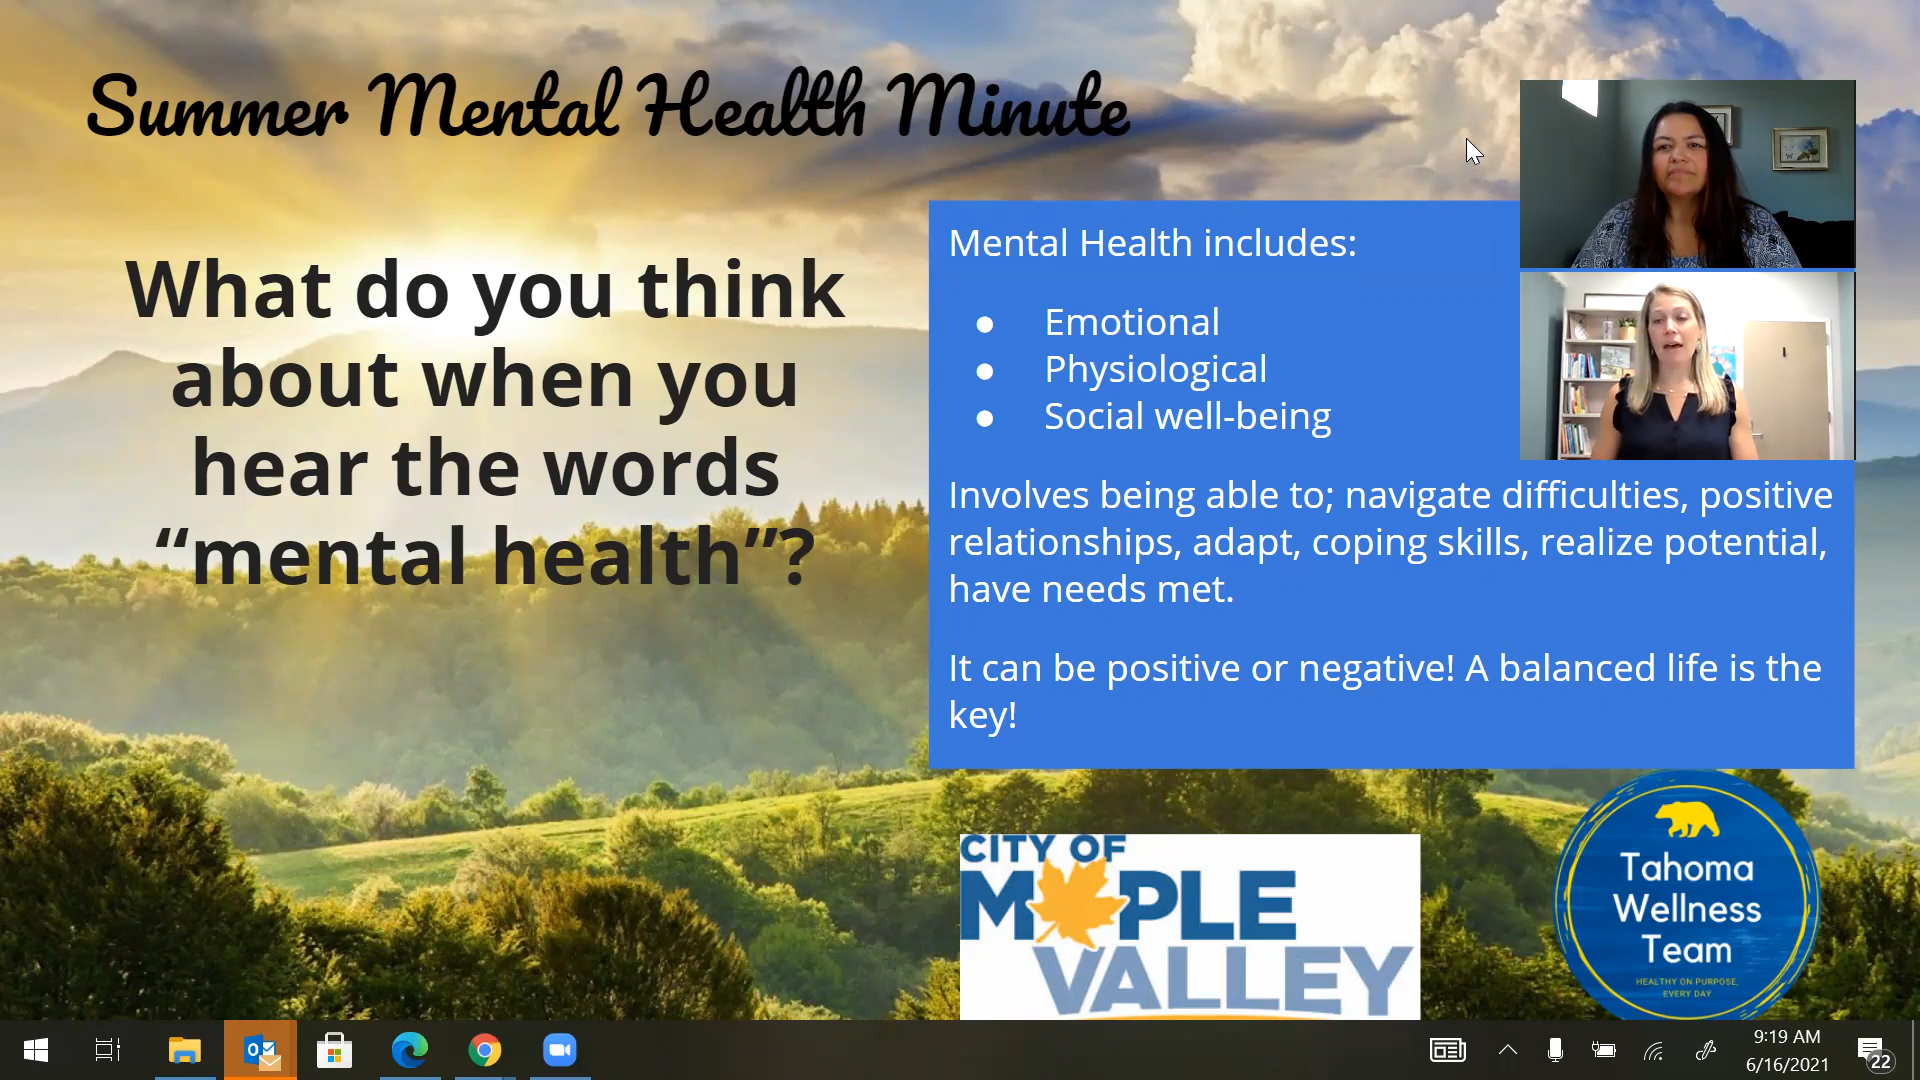 Summer Mental Health Minute
What do you think
about when you
hear the words
“mental health”?
Mental Health includes:
● Emotional
● Physiological
● Social well-being
Involves being able to; navigate difficulties, positive
relationships, adapt, coping skills, realize potential,
have needs met.
It can be positive or negative! A balanced life is the
key!
CITY OF
MAPLE
VALLEY
Tahoma
Wellness
Team
HEALTHY ON PURPOSE,
EVERY DAY
9:19 AM
6/16/2021
22